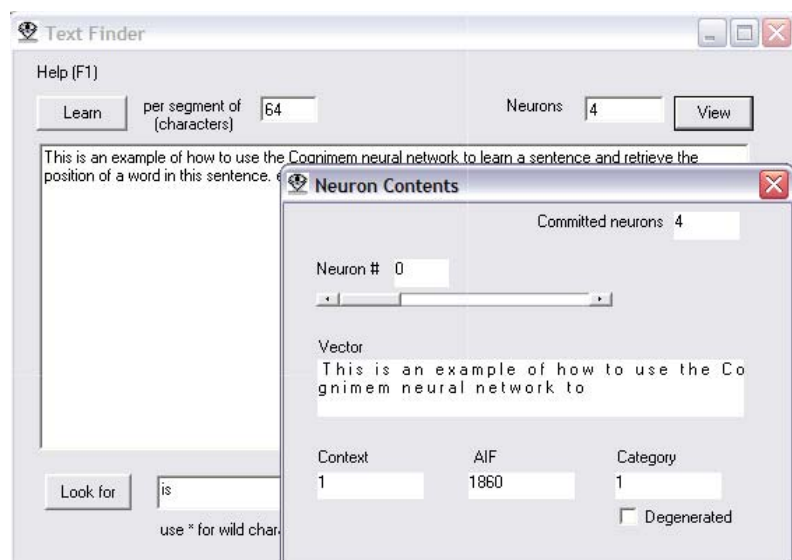 Text Finder
Help (F1)
Learn
per segment of
(characters)
64
Neurons
4
View
This is an example of how to use the Cognimem neural network to learn a sentence and retrieve the
position of a word in this sentence.
Neuron Contents
Committed neurons 4
Neuron # 0
Vector
This is an example of how to use the Co
gnimem neural network to
Context
AIF
Category
1
1860
1
Degenerated
Look for
is
use * for wild